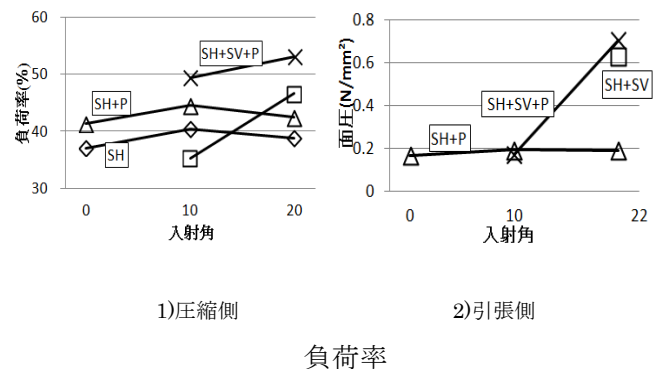 60
50
40
30
負荷率(%)
SH+SV+P
SH+P
SH
0 10 20
入射角
0.8
0.6
0.4
0.2
0
面圧(N/mm²)
SH+SV
SH+SV+P
SH+P
0 10 22
入射角
1)圧縮側 2)引張側
負荷率